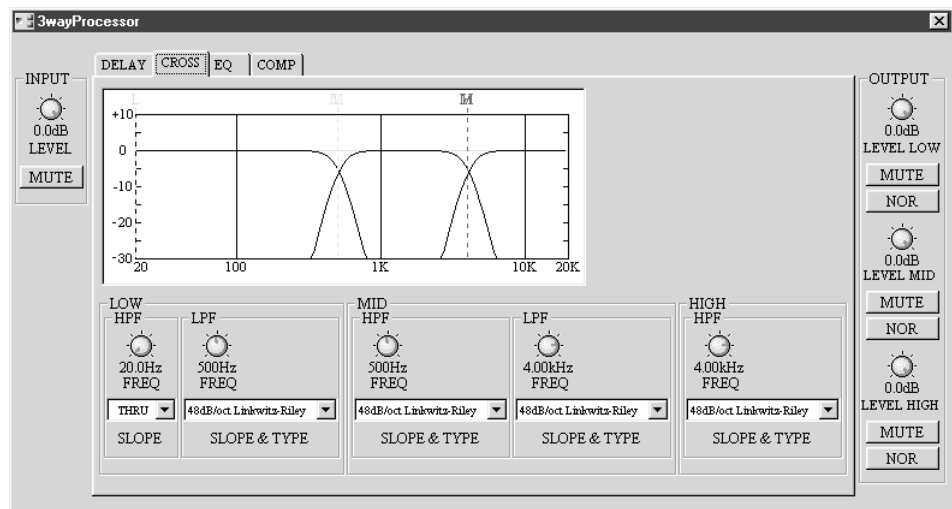 3wayProcessor
DELAY CROSS EQ COMP
INPUT
0.0dB
LEVEL
MUTE
+10
0
-10
-20
-30
20 100 1K 10K 20K
LOW
HPF
20.0Hz
FREQ
THRU
SLOPE
LPF
500Hz
FREQ
48dB/oct Linkwitz-Riley
SLOPE & TYPE
MID
HPF
500Hz
FREQ
48dB/oct Linkwitz-Riley
SLOPE & TYPE
LPF
4.00kHz
FREQ
48dB/oct Linkwitz-Riley
SLOPE & TYPE
HIGH
HPF
4.00kHz
FREQ
48dB/oct Linkwitz-Riley
SLOPE & TYPE
OUTPUT
0.0dB
LEVEL LOW
MUTE
NOR
0.0dB
LEVEL MID
MUTE
NOR
0.0dB
LEVEL HIGH
MUTE
NOR